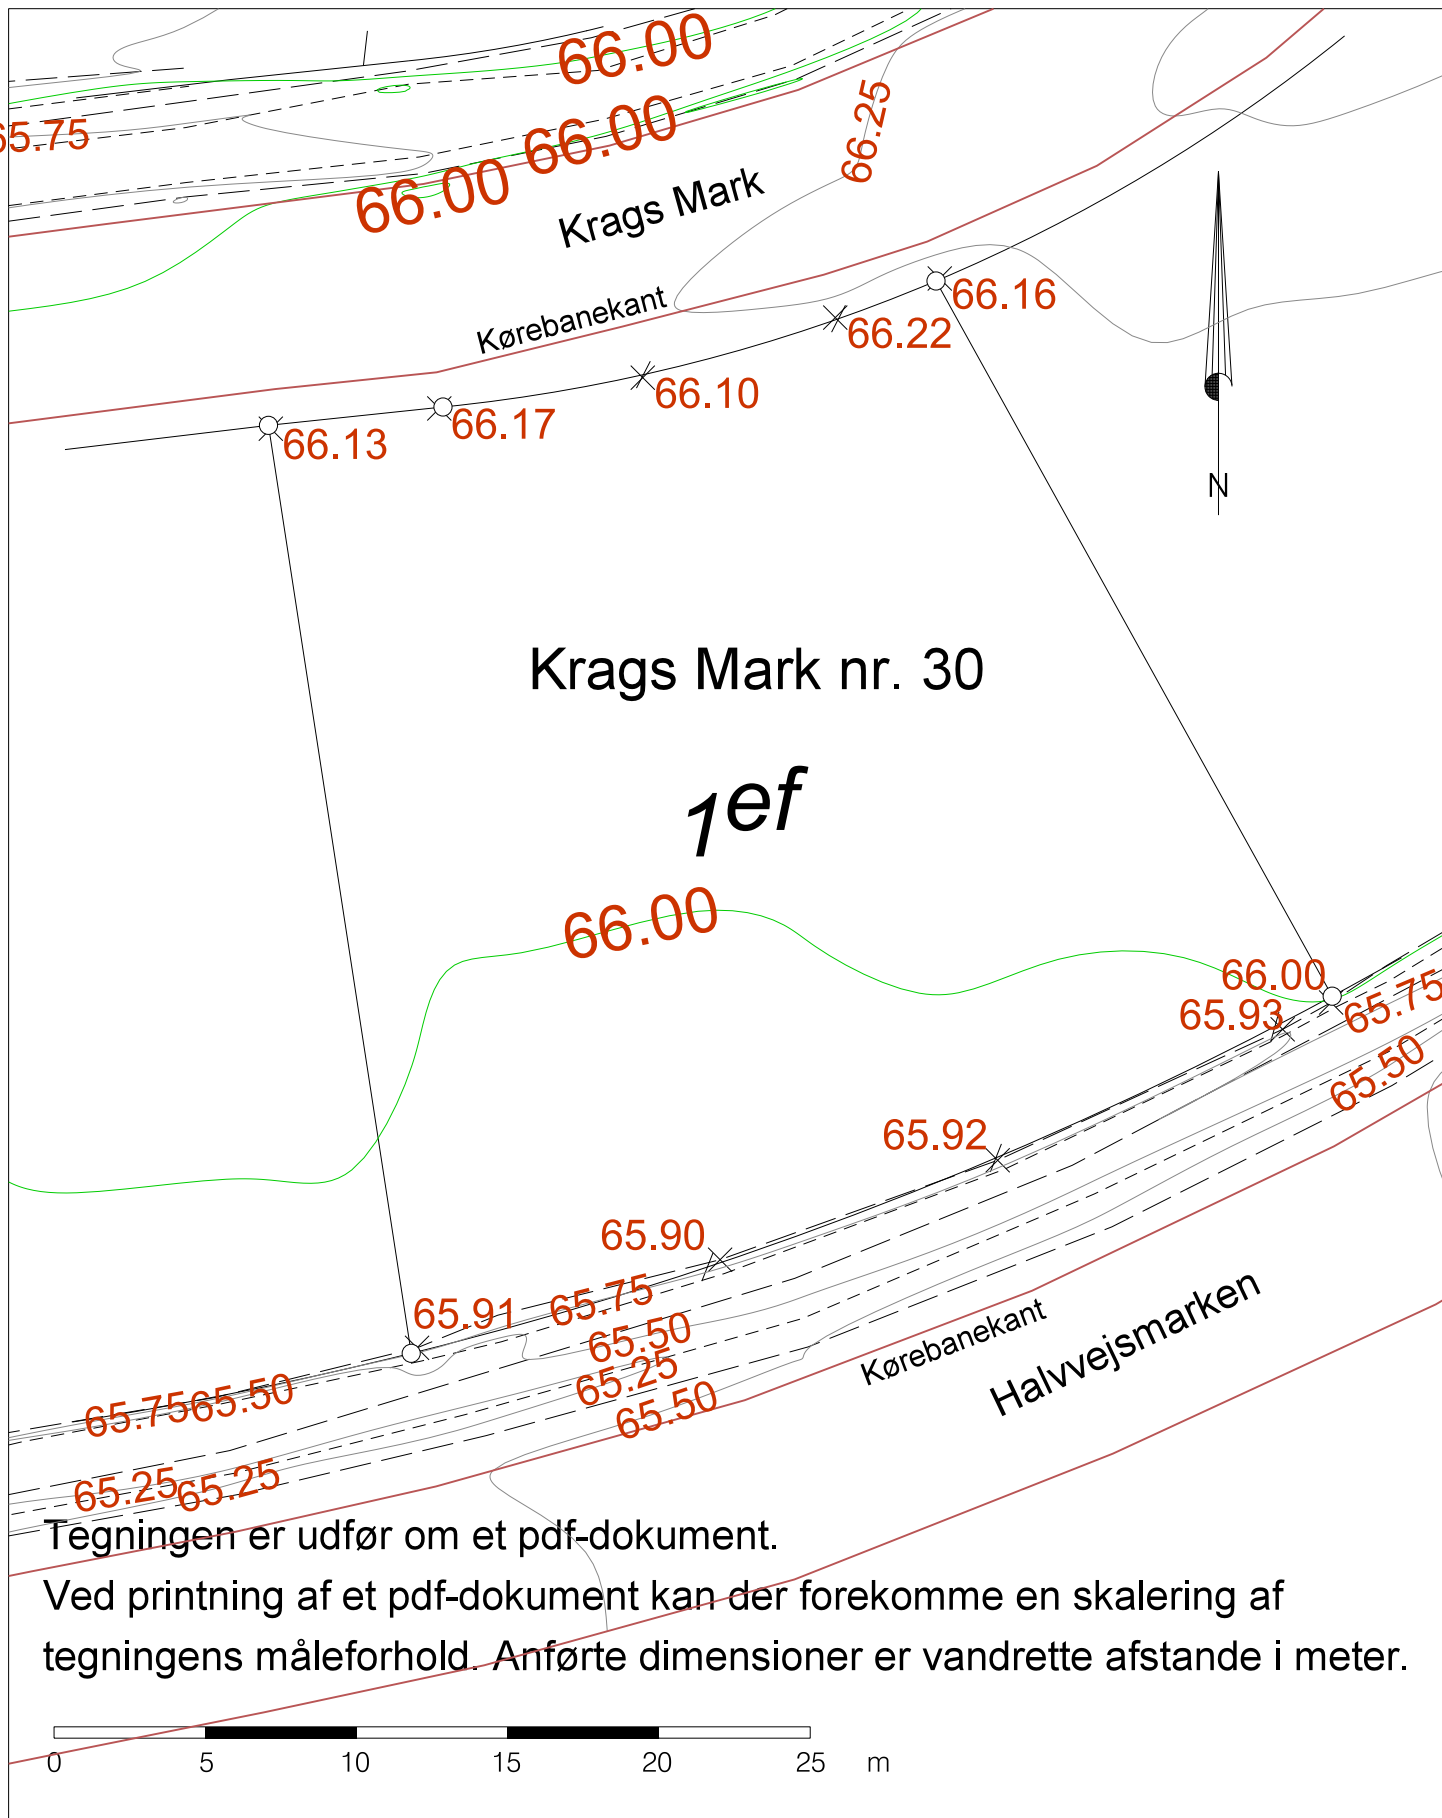 66.00
65.75
66.00
66.25
66.00
Krags Mark
Kørebanekant
66.16
66.22
66.10
66.17
66.13
N
Krags Mark nr. 30
1ef
66.00
66.00
65.93
65.75
65.50
65.92
65.90
65.91
65.75
65.50
65.25
65.50
Kørebanekant
Halvvejsmarken
65.75
65.50
65.25
65.25
Tegningen er udfør om et pdf-dokument.
Ved printning af et pdf-dokument kan der forekomme en skalering af
tegningens måleforhold. Anførte dimensioner er vandrette afstande i meter.
0 5 10 15 20 25 m